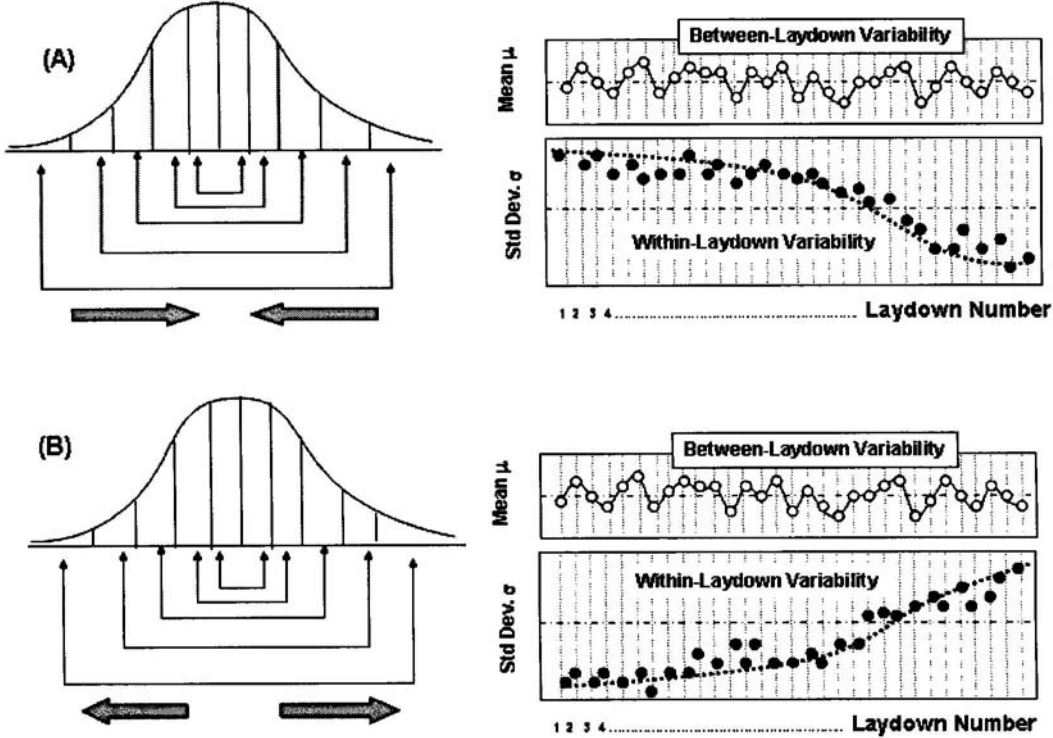 (A)
Between-Laydown Variability
Mean μ
Std Dev. σ
Within-Laydown Variability
1 2 3 4 ........................................................ Laydown Number
(B)
Between-Laydown Variability
Mean μ
Std Dev. σ
Within-Laydown Variability
1 2 3 4 ........................................................ Laydown Number